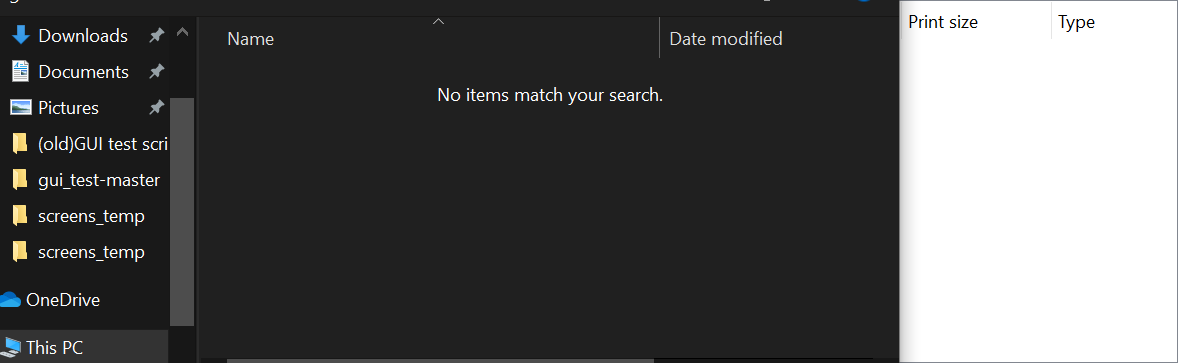 Downloads
Documents
Pictures
(old)GUI test scri
gui_test-master
screens_temp
screens_temp
OneDrive
This PC
Name
Date modified
No items match your search.
Print size
Type